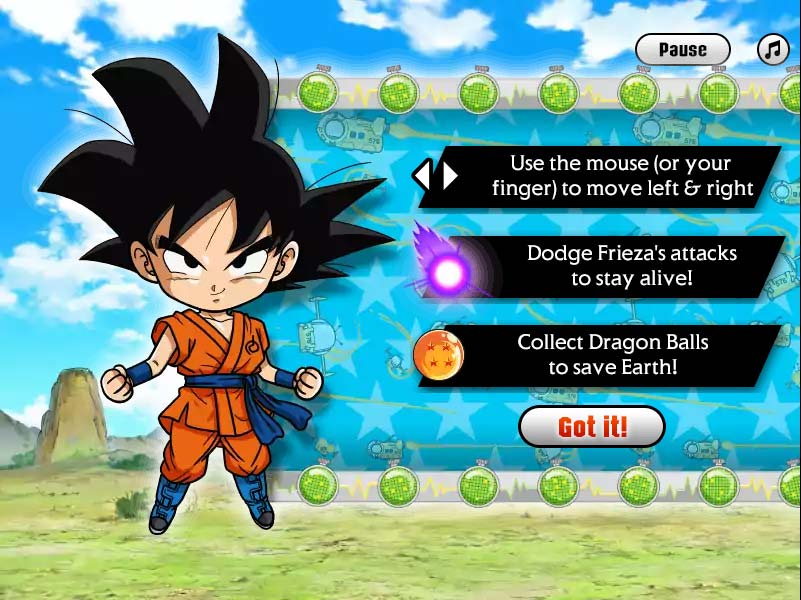 Pause
Use the mouse (or your
finger) to move left & right
Dodge Frieza's attacks
to stay alive!
Collect Dragon Balls
to save Earth!
Got it!